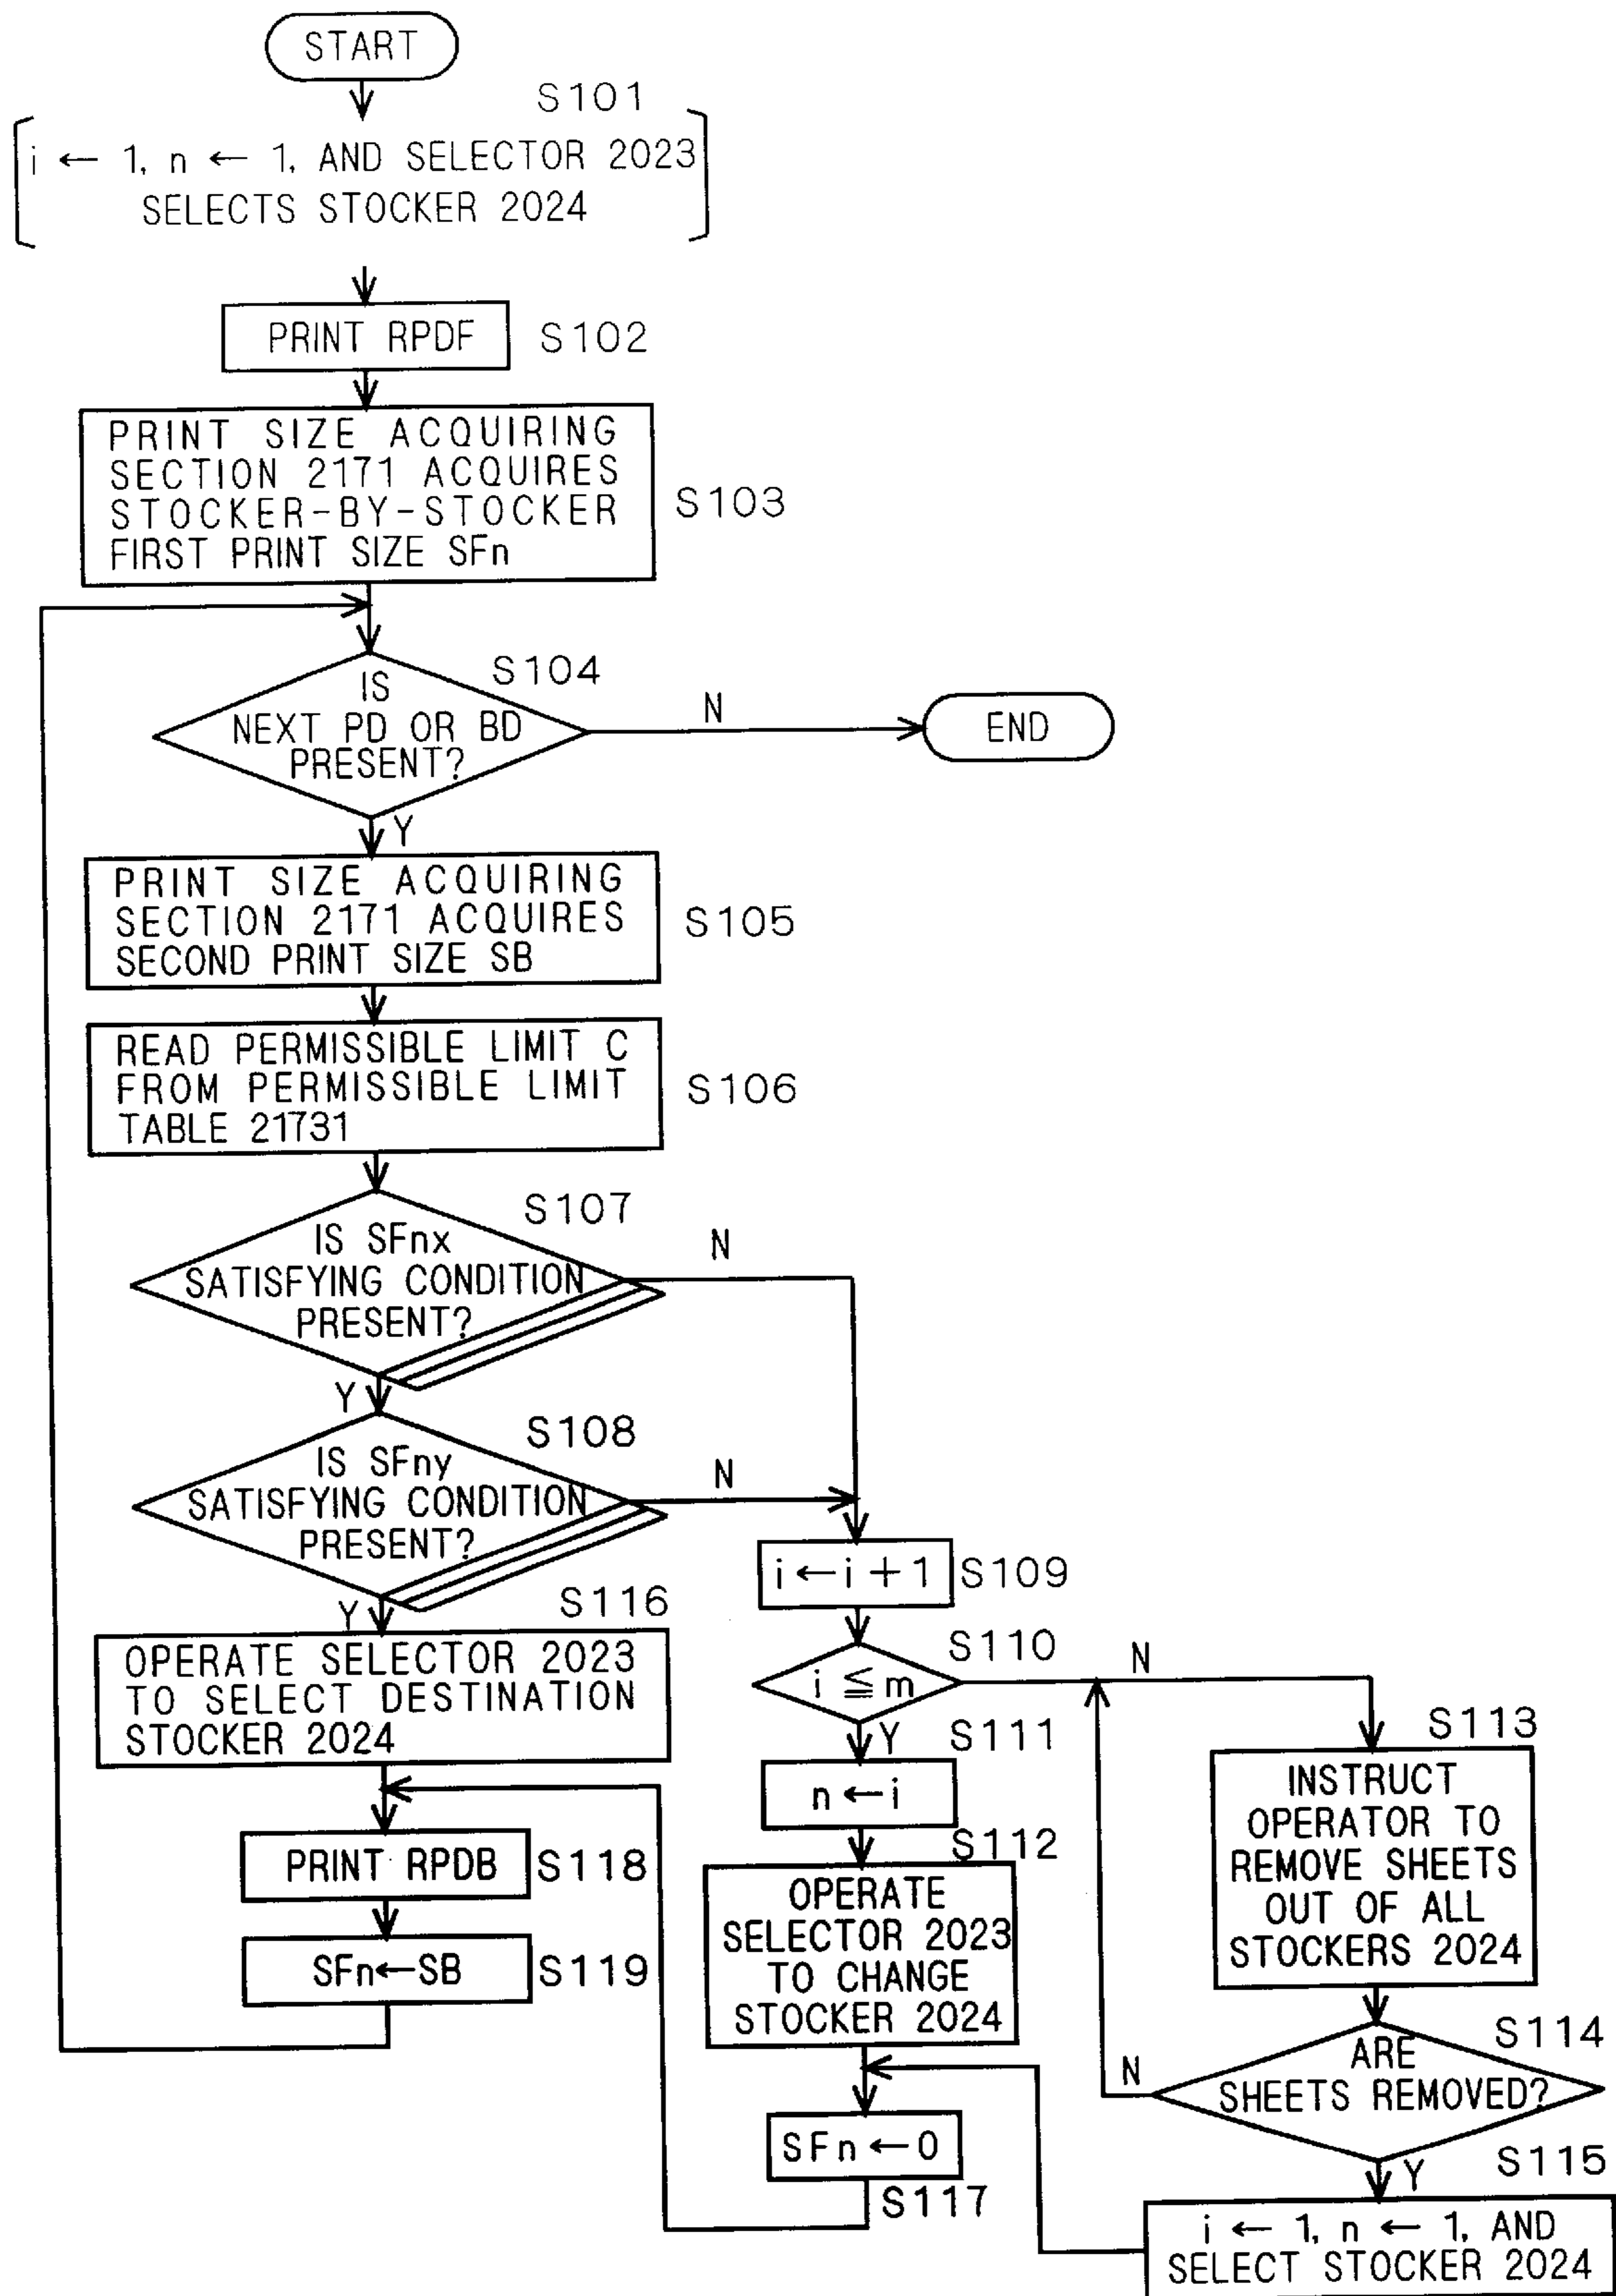 START
S101
i ← 1, n ← 1, AND SELECTOR 2023
SELECTS STOCKER 2024
PRINT RPDF
S102
PRINT SIZE ACQUIRING
SECTION 2171 ACQUIRES
STOCKER-BY-STOCKER
FIRST PRINT SIZE SFn
S103
S104
IS
NEXT PD OR BD
PRESENT?
N
END
Y
PRINT SIZE ACQUIRING
SECTION 2171 ACQUIRES
SECOND PRINT SIZE SB
S105
READ PERMISSIBLE LIMIT C
FROM PERMISSIBLE LIMIT
TABLE 21731
S106
S107
IS SFnx
SATISFYING CONDITION
PRESENT?
N
Y
S108
IS SFny
SATISFYING CONDITION
PRESENT?
N
Y
i ← i + 1
S109
S116
OPERATE SELECTOR 2023
TO SELECT DESTINATION
STOCKER 2024
S110
i ≦ m
N
Y
S111
n ← i
S112
OPERATE
SELECTOR 2023
TO CHANGE
STOCKER 2024
S113
INSTRUCT
OPERATOR TO
REMOVE SHEETS
OUT OF ALL
STOCKERS 2024
PRINT RPDB
S118
SFn←SB
S119
S114
ARE
SHEETS REMOVED?
N
Y
SFn ←0
S117
S115
i ← 1, n ← 1, AND
SELECT STOCKER 2024